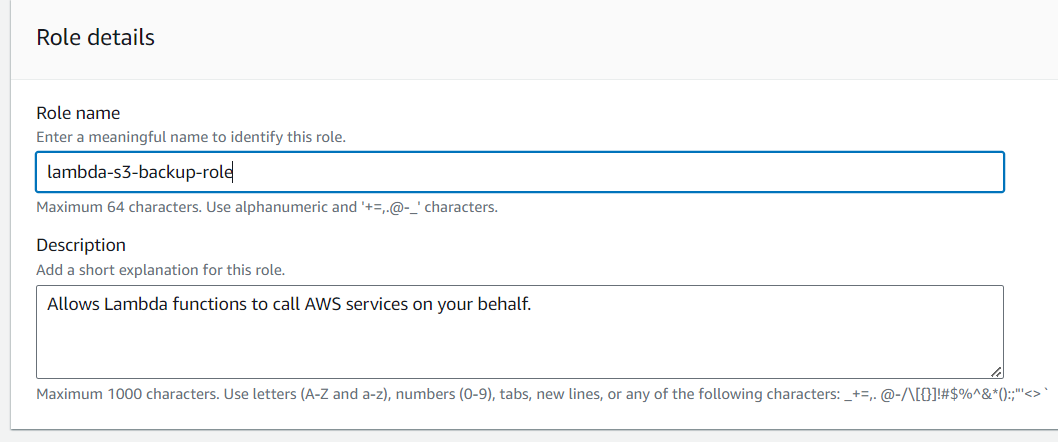 Role details
Role name
Enter a meaningful name to identify this role.
lambda-s3-backup-role
Maximum 64 characters. Use alphanumeric and '+=,.@-_' characters.
Description
Add a short explanation for this role.
Allows Lambda functions to call AWS services on your behalf.
Maximum 1000 characters. Use letters (A-Z and a-z), numbers (0-9), tabs, new lines, or any of the following characters: _+=,. @-/\[{}]!#$%^&*():;"'<> `